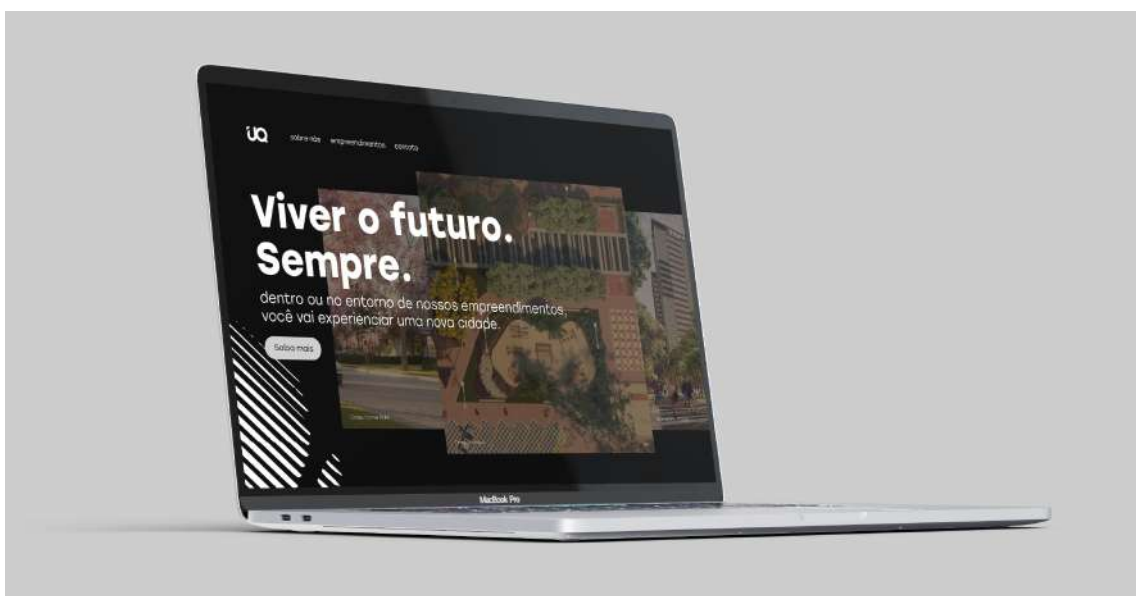 UQ
sobre nós empreendimentos contato
Viver o futuro.
Sempre.
dentro ou no entorno de nossos empreendimentos,
você vai experienciar uma nova cidade.
Saiba mais
MacBook Pro